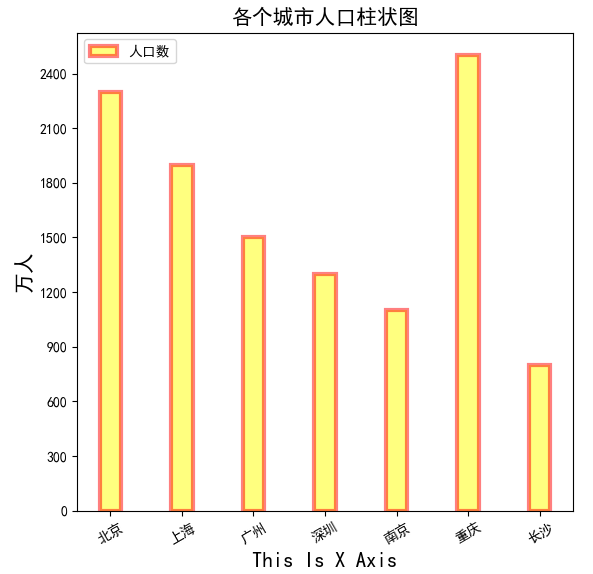 各个城市人口柱状图
人口数
万人
2400
2100
1800
1500
1200
900
600
300
0
北京
上海
广州
深圳
南京
重庆
长沙
This Is X Axis